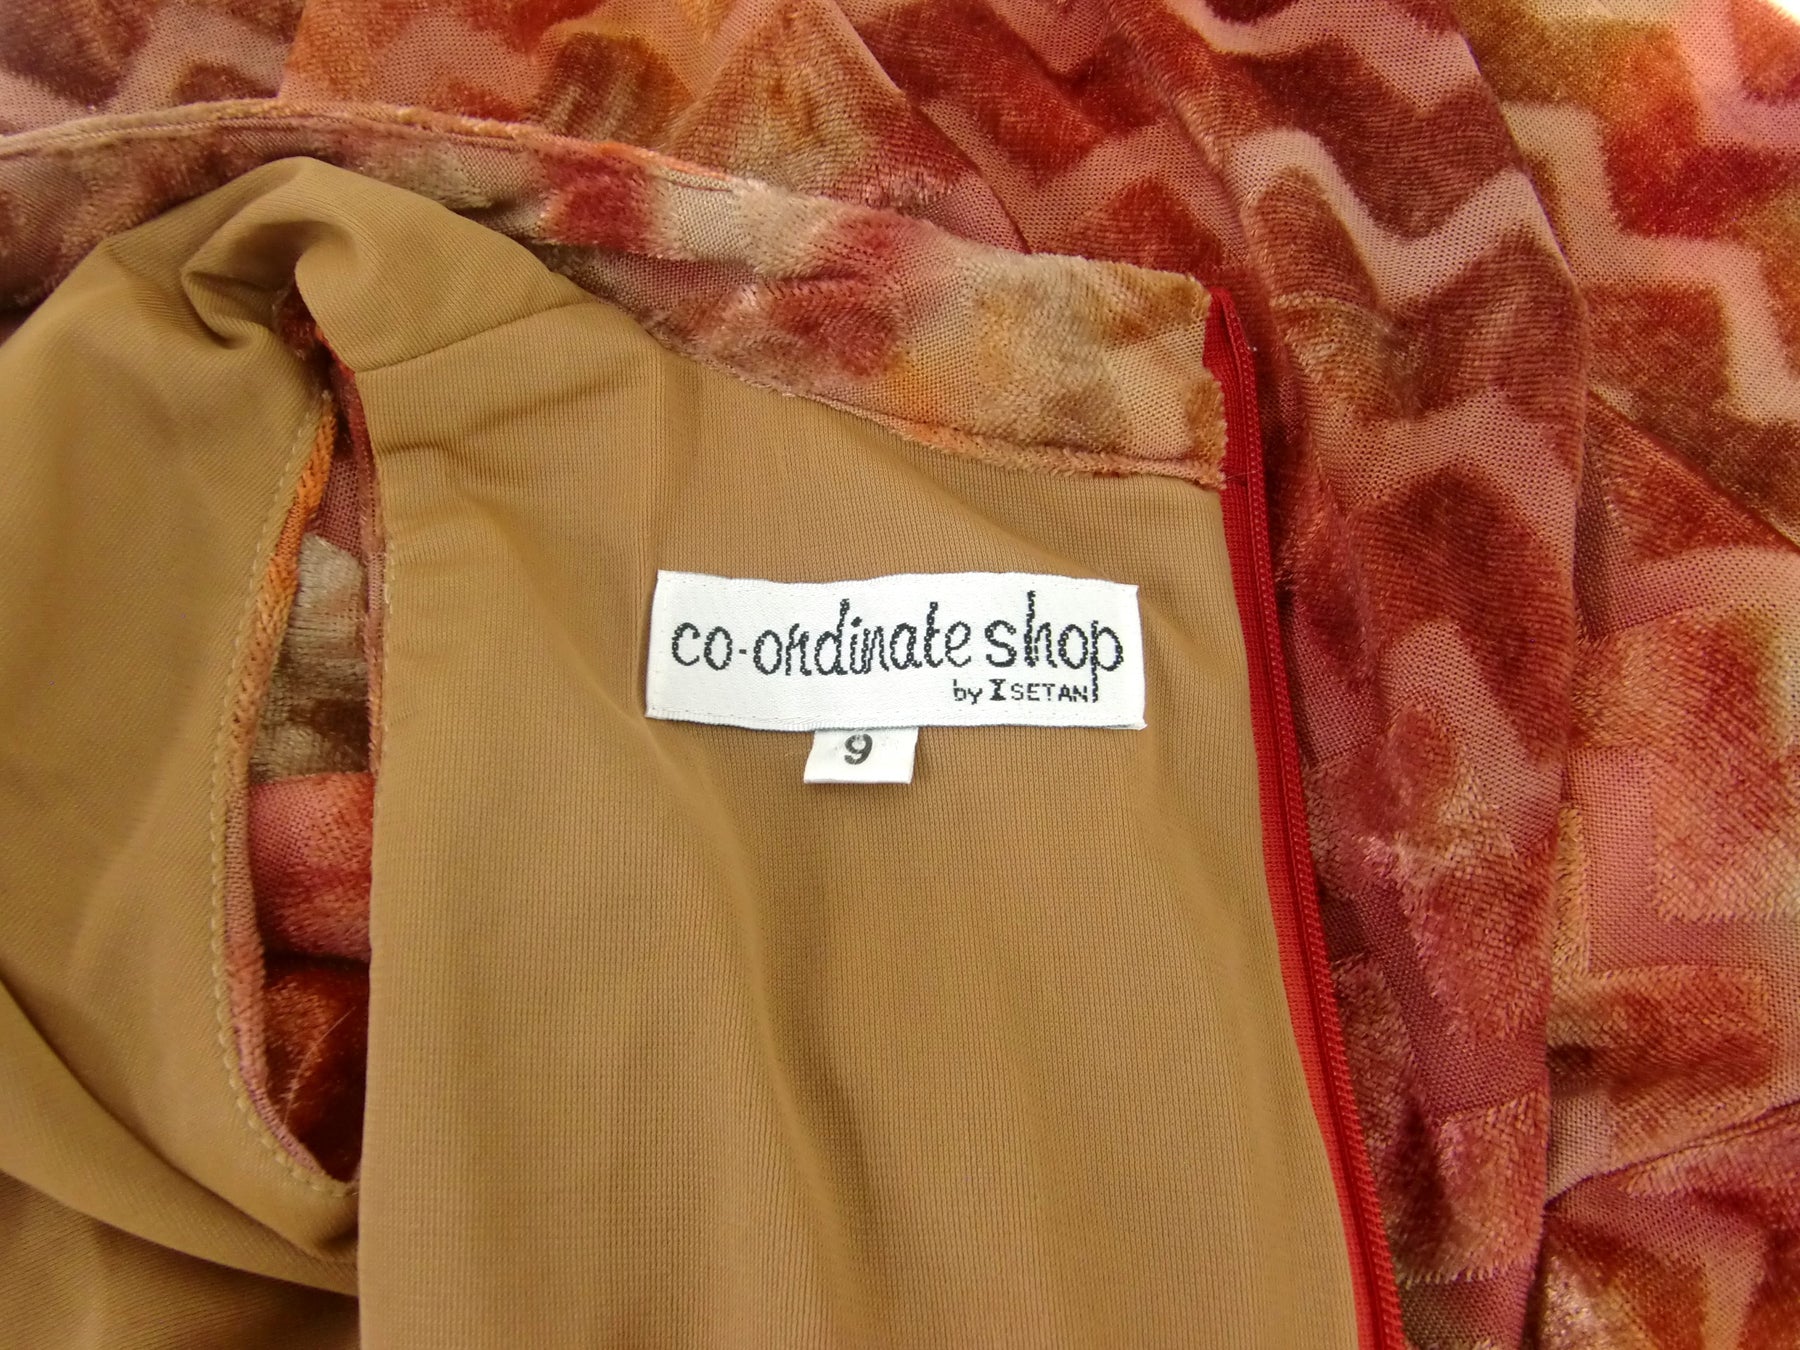 co-ordinate shop
by ISETAN
9